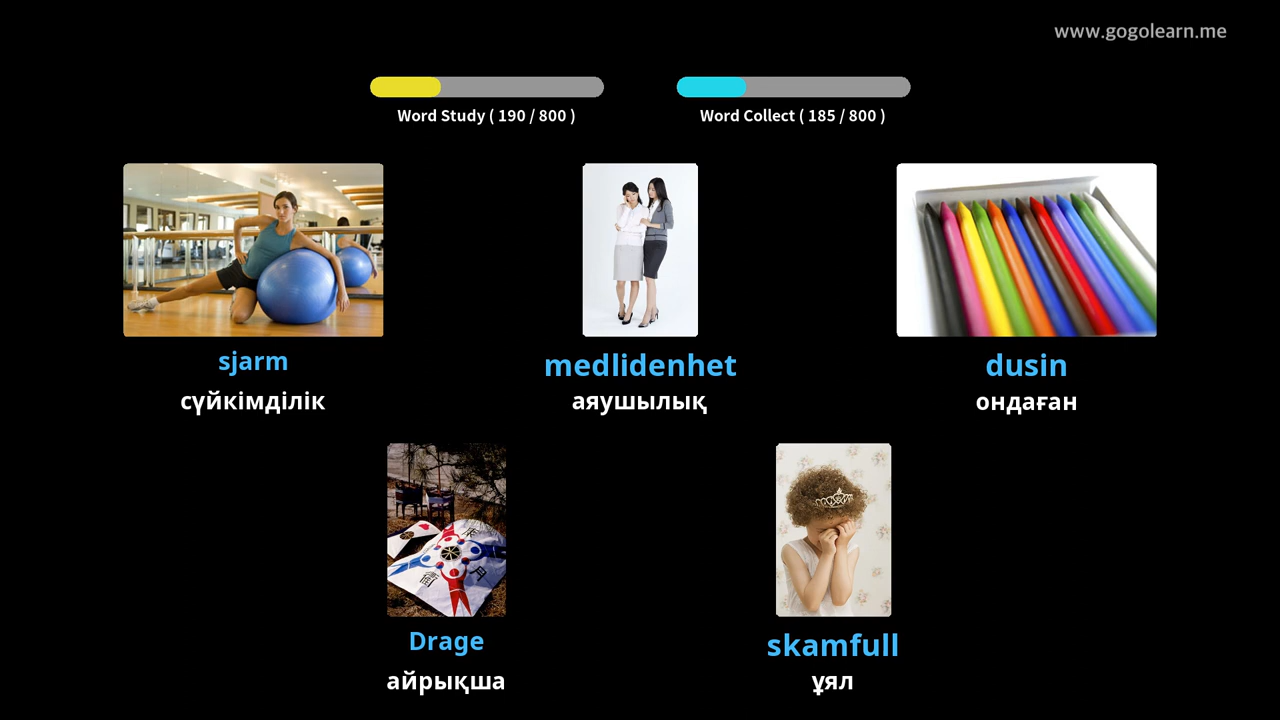 www.gogolearn.me
Word Study ( 190 / 800 )
Word Collect ( 185 / 800 )
sjarm
сүйкімділік
medlidenhet
аяушылық
dusin
ондаған
Drage
айрықша
skamfull
ұял